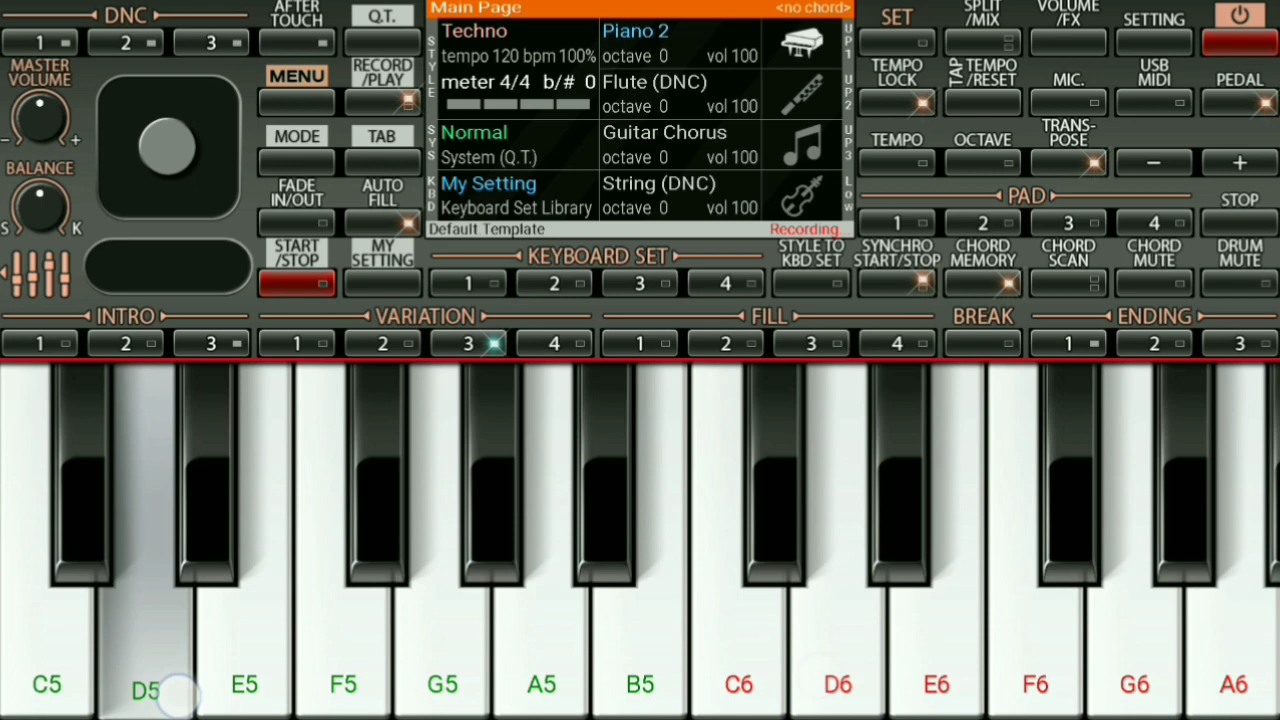 DNC
1 2 3
AFTER
TOUCH
Q.T.
MASTER
VOLUME
MENU
RECORD
/PLAY
- +
MODE TAB
BALANCE
FADE
IN/OUT
AUTO
FILL
S K
START
/STOP
MY
SETTING
Main Page <no chord>
STYLE
Techno
tempo 120 bpm 100%
meter 4/4 b/# 0
SYS
Normal
System (Q.T.)
KBD
My Setting
Keyboard Set Library
Piano 2
octave 0 vol 100
UP1
Flute (DNC)
octave 0 vol 100
UP2
Guitar Chorus
octave 0 vol 100
UP3
String (DNC)
octave 0 vol 100
Low
Default Template Recording...
SET
SPLIT
/MIX
VOLUME
/FX
SETTING
TEMPO
LOCK
TAP TEMPO
/RESET
MIC.
USB
MIDI
PEDAL
TEMPO
OCTAVE
TRANS-
POSE
- +
PAD
STOP
1 2 3 4
KEYBOARD SET
1 2 3 4
STYLE TO
KBD SET
SYNCHRO
START/STOP
CHORD
MEMORY
CHORD
SCAN
CHORD
MUTE
DRUM
MUTE
INTRO VARIATION FILL BREAK ENDING
1 2 3 1 2 3 4 1 2 3 4 1 2 3
C5 D5 E5 F5 G5 A5 B5 C6 D6 E6 F6 G6 A6